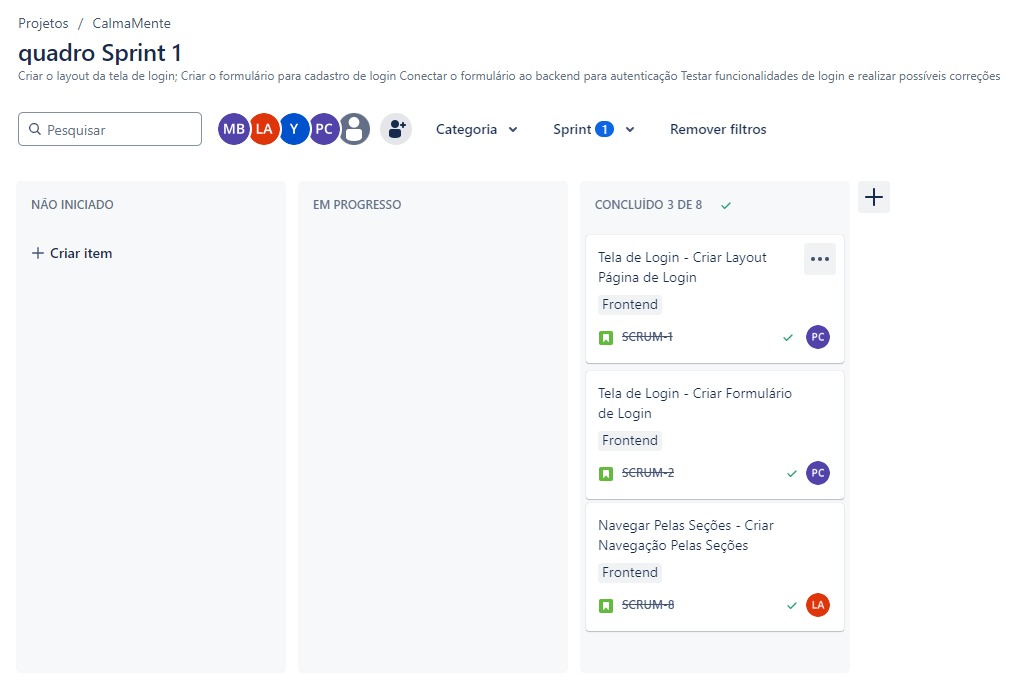 Projetos / CalmaMente
quadro Sprint 1
Criar o layout da tela de login; Criar o formulário para cadastro de login Conectar o formulário ao backend para autenticação Testar funcionalidades de login e realizar possíveis correções
Pesquisar MB LA Y PC Categoria Sprint 1 Remover filtros
NÃO INICIADO
+ Criar item
EM PROGRESSO
CONCLUÍDO 3 DE 8
Tela de Login - Criar Layout
Página de Login
Frontend
SCRUM-1 PC
Tela de Login - Criar Formulário
de Login
Frontend
SCRUM-2 PC
Navegar Pelas Seções - Criar
Navegação Pelas Seções
Frontend
SCRUM-8 LA